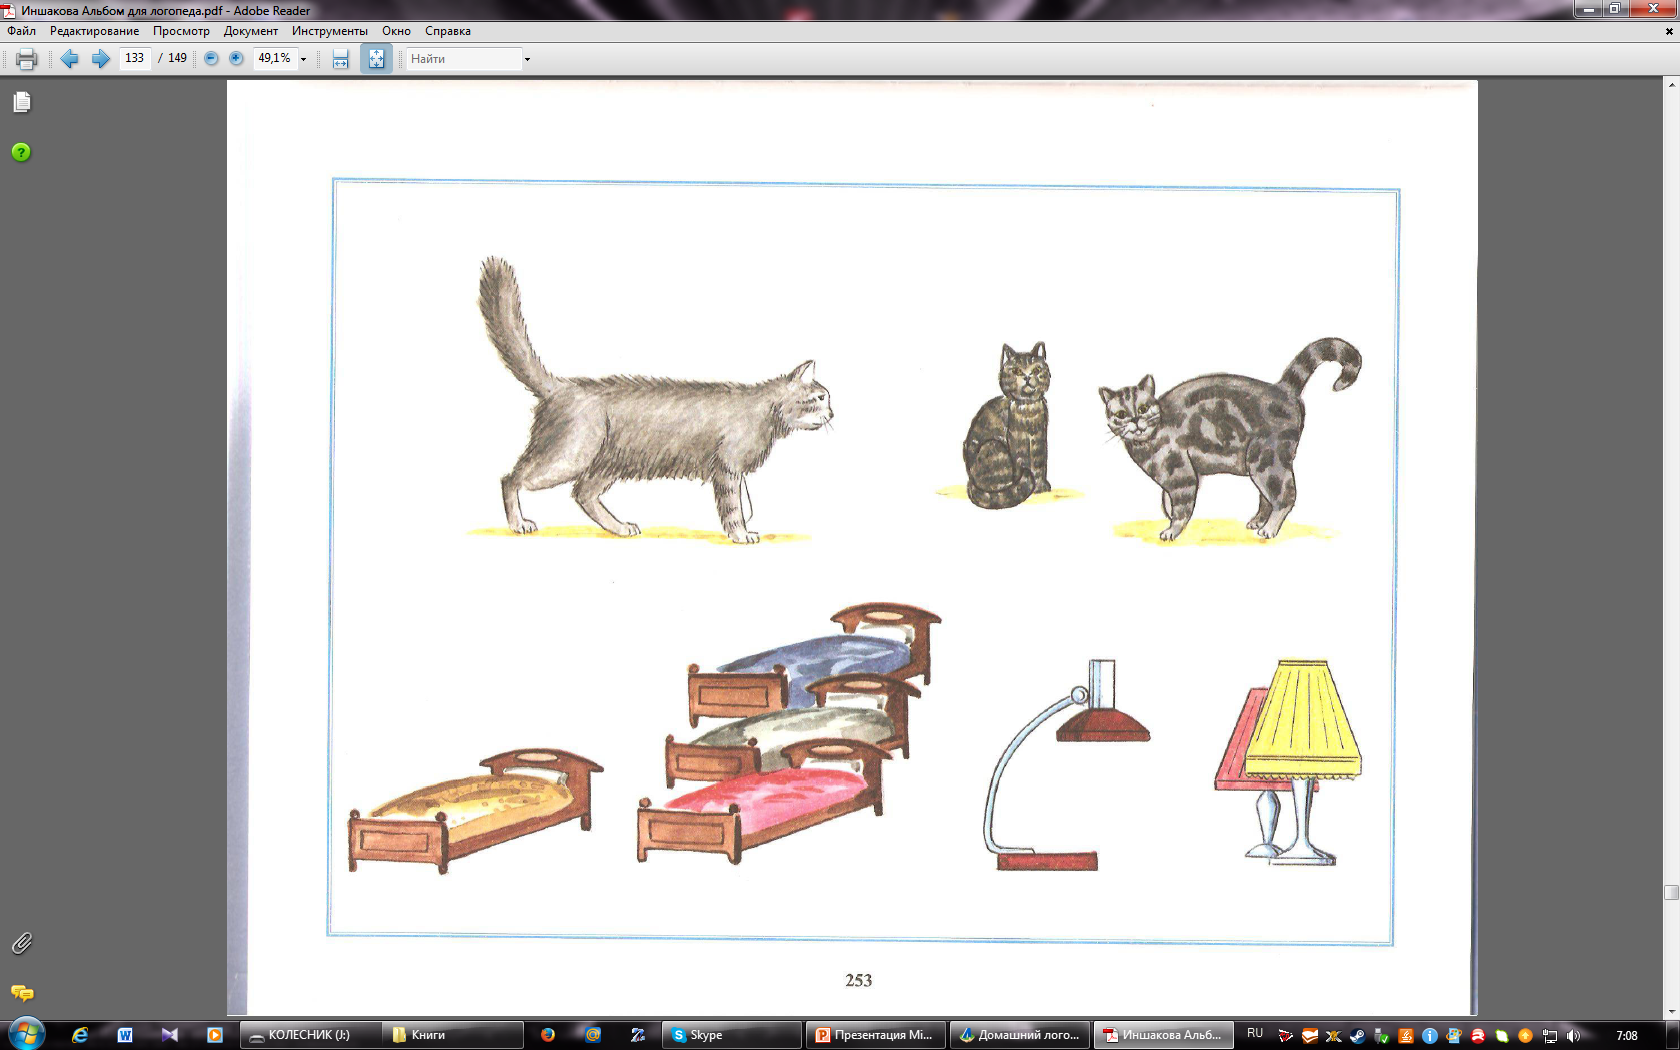 Иншакова Альбом для логопеда.pdf - Adobe Reader
Файл Редактирование Просмотр Документ Инструменты Окно Справка
133 / 149 49,1% Найти
253
КОЛЕСНИК (J:) Книги Skype Презентация Mi... Домашний лого... Иншакова Альб... RU 7:08